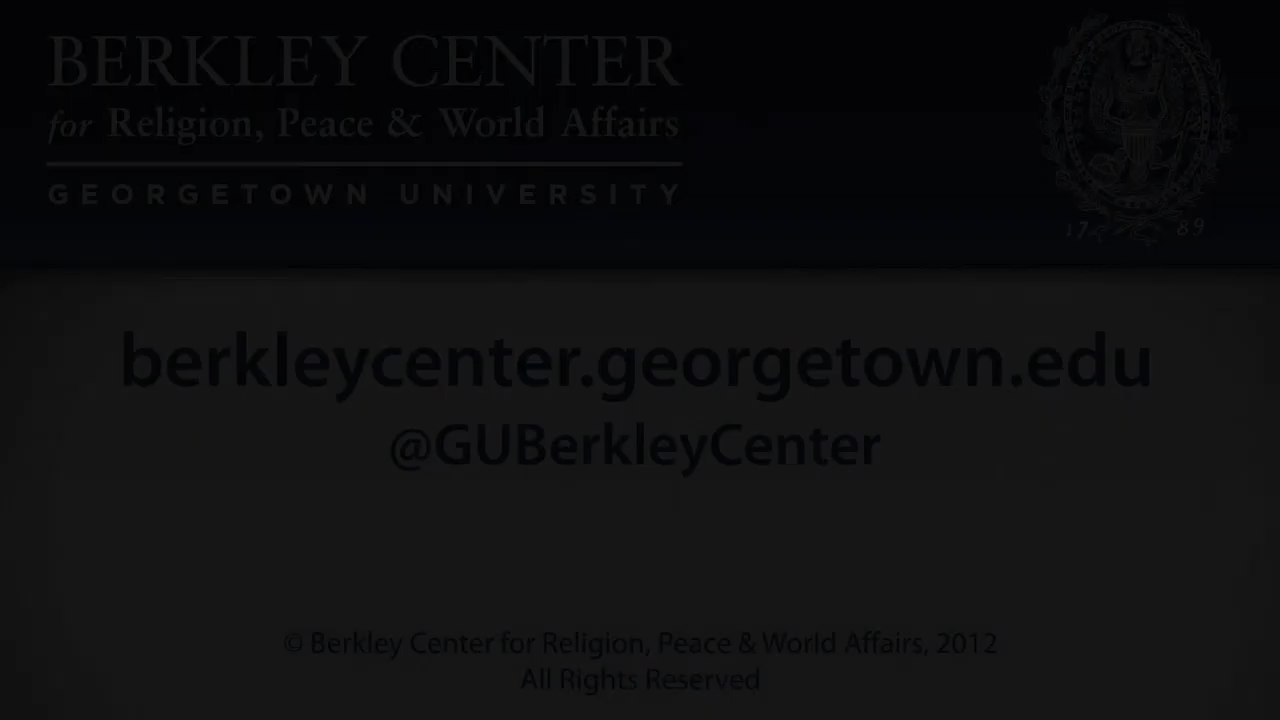 BERKLEY CENTER
for Religion, Peace & World Affairs
GEORGETOWN UNIVERSITY
1789
berkleycenter.georgetown.edu
@GUBerkleyCenter
© Berkley Center for Religion, Peace & World Affairs, 2012
All Rights Reserved